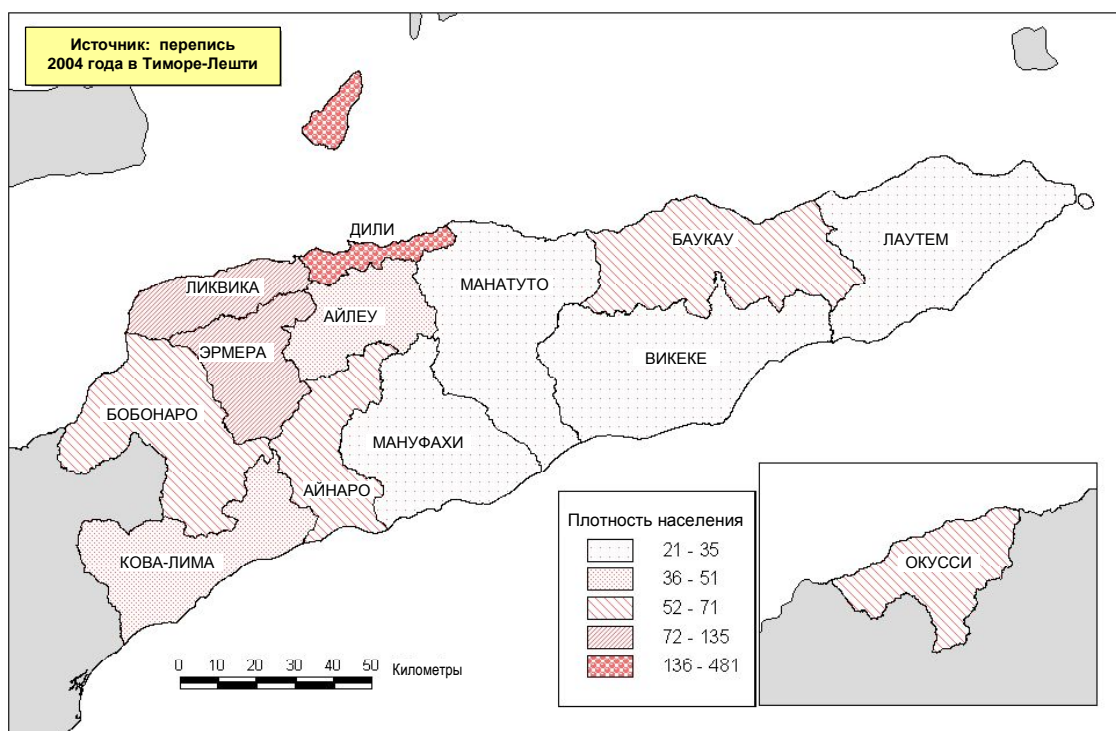 Источник: перепись
2004 года в Тиморе-Лешти
ДИЛИ
БАУКАУ
ЛАУТЕМ
ЛИКВИКА
МАНАТУТО
АЙЛЕУ
ЭРМЕРА
ВИКЕКЕ
БОБОНАРО
МАНУФАХИ
АЙНАРО
КОВА-ЛИМА
Плотность населения
21 - 35
36 - 51
52 - 71
72 - 135
136 - 481
ОКУССИ
0 10 20 30 40 50
Километры